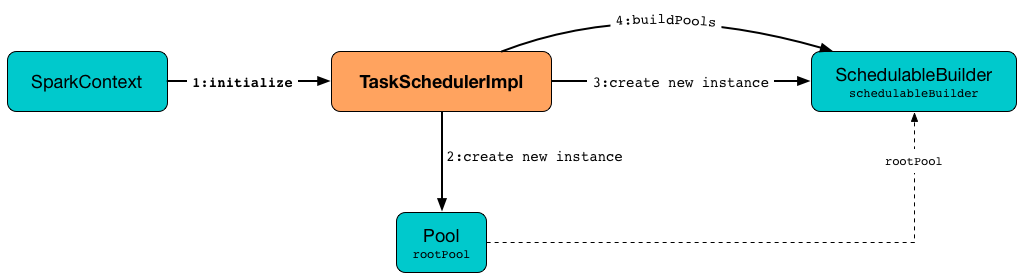 4:buildPools
SparkContext
1:initialize
TaskSchedulerImpl
3:create new instance
SchedulableBuilder
schedulableBuilder
2:create new instance
rootPool
Pool
rootPool